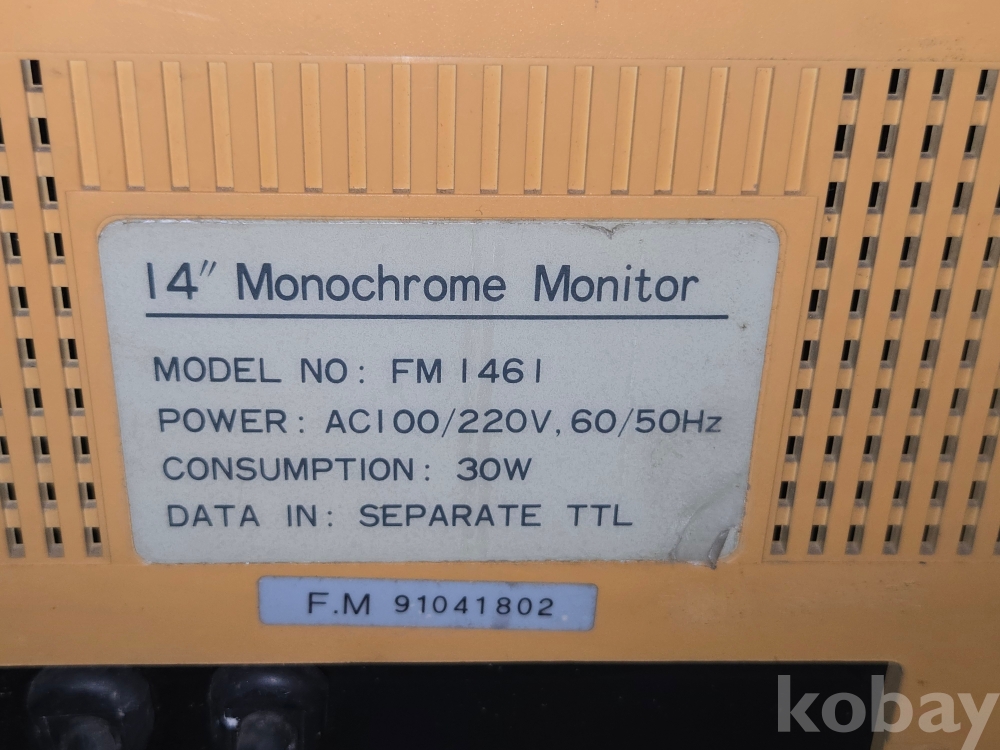 14" Monochrome Monitor
MODEL NO: FM 1461
POWER: AC100/220V, 60/50Hz
CONSUMPTION: 30W
DATA IN: SEPARATE TTL
F.M 91041802
kobay